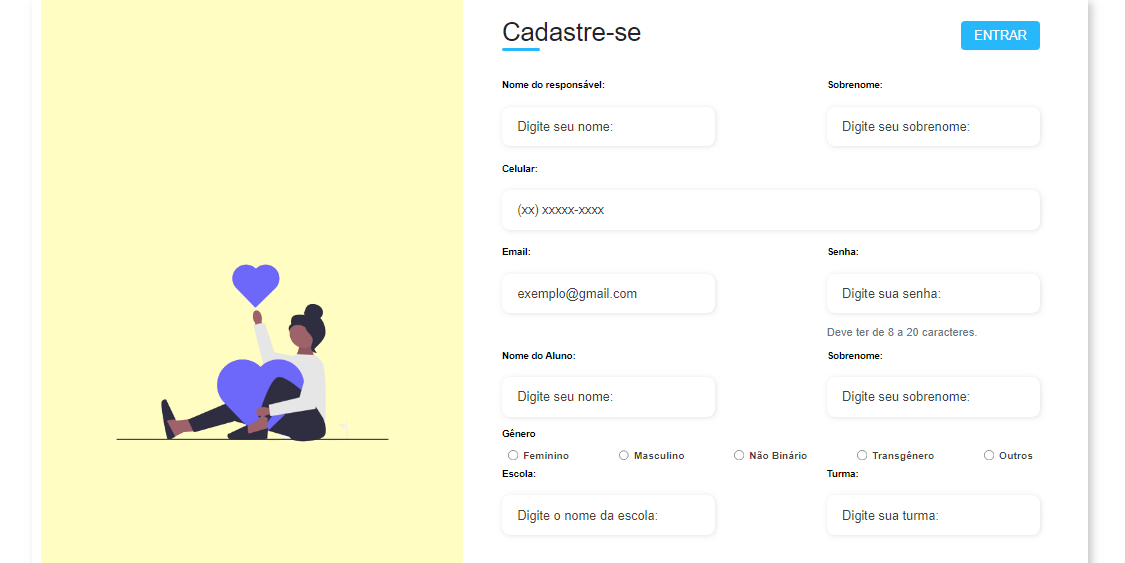 Cadastre-se
ENTRAR
Nome do responsável:
Sobrenome:
Digite seu nome:
Digite seu sobrenome:
Celular:
(xx) xxxxx-xxxx
Email:
Senha:
exemplo@gmail.com
Digite sua senha:
Deve ter de 8 a 20 caracteres.
Nome do Aluno:
Sobrenome:
Digite seu nome:
Digite seu sobrenome:
Gênero
Feminino
Masculino
Não Binário
Transgênero
Outros
Escola:
Turma:
Digite o nome da escola:
Digite sua turma: